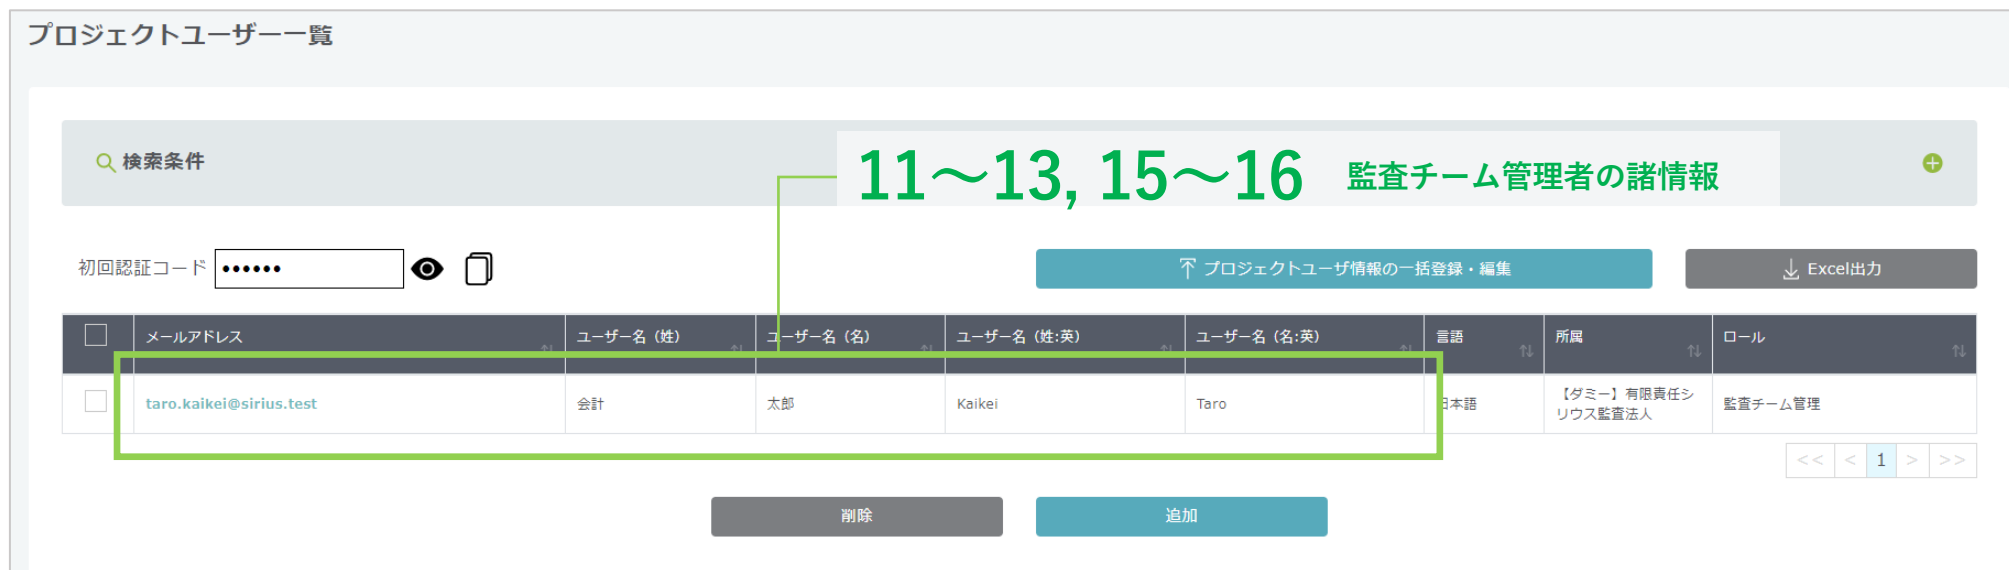 プロジェクトユーザー一覧
検索条件
11～13, 15～16 監査チーム管理者の諸情報
初回認証コード ••••••
プロジェクトユーザ情報の一括登録・編集
Excel出力
メールアドレス ユーザー名（姓） ユーザー名（名） ユーザー名（姓:英） ユーザー名（名:英） 言語 所属 ロール
taro.kaikei@sirius.test 会計 太郎 Kaikei Taro 日本語 【ダミー】有限責任シ
リウス監査法人 監査チーム管理
<< < 1 > >>
削除 追加